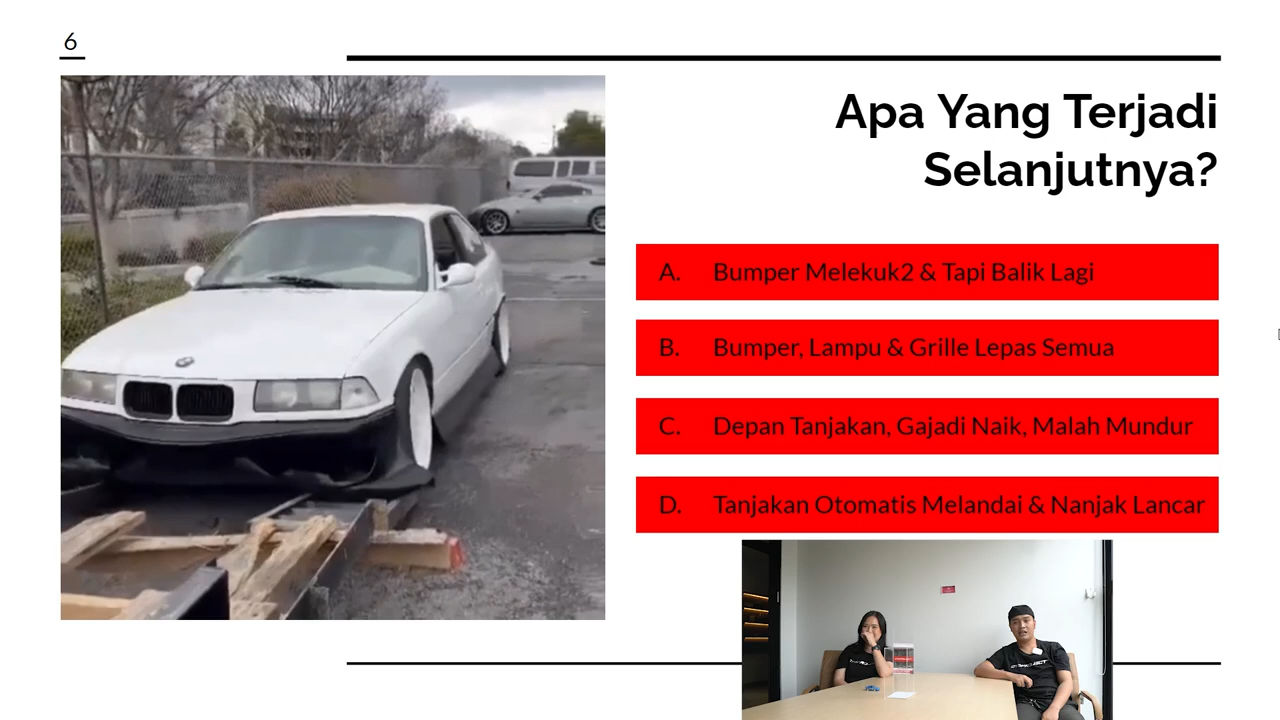 6
Apa Yang Terjadi
Selanjutnya?
A. Bumper Melekuk2 & Tapi Balik Lagi
B. Bumper, Lampu & Grille Lepas Semua
C. Depan Tanjakan, Gajadi Naik, Malah Mundur
D. Tanjakan Otomatis Melandai & Nanjak Lancar